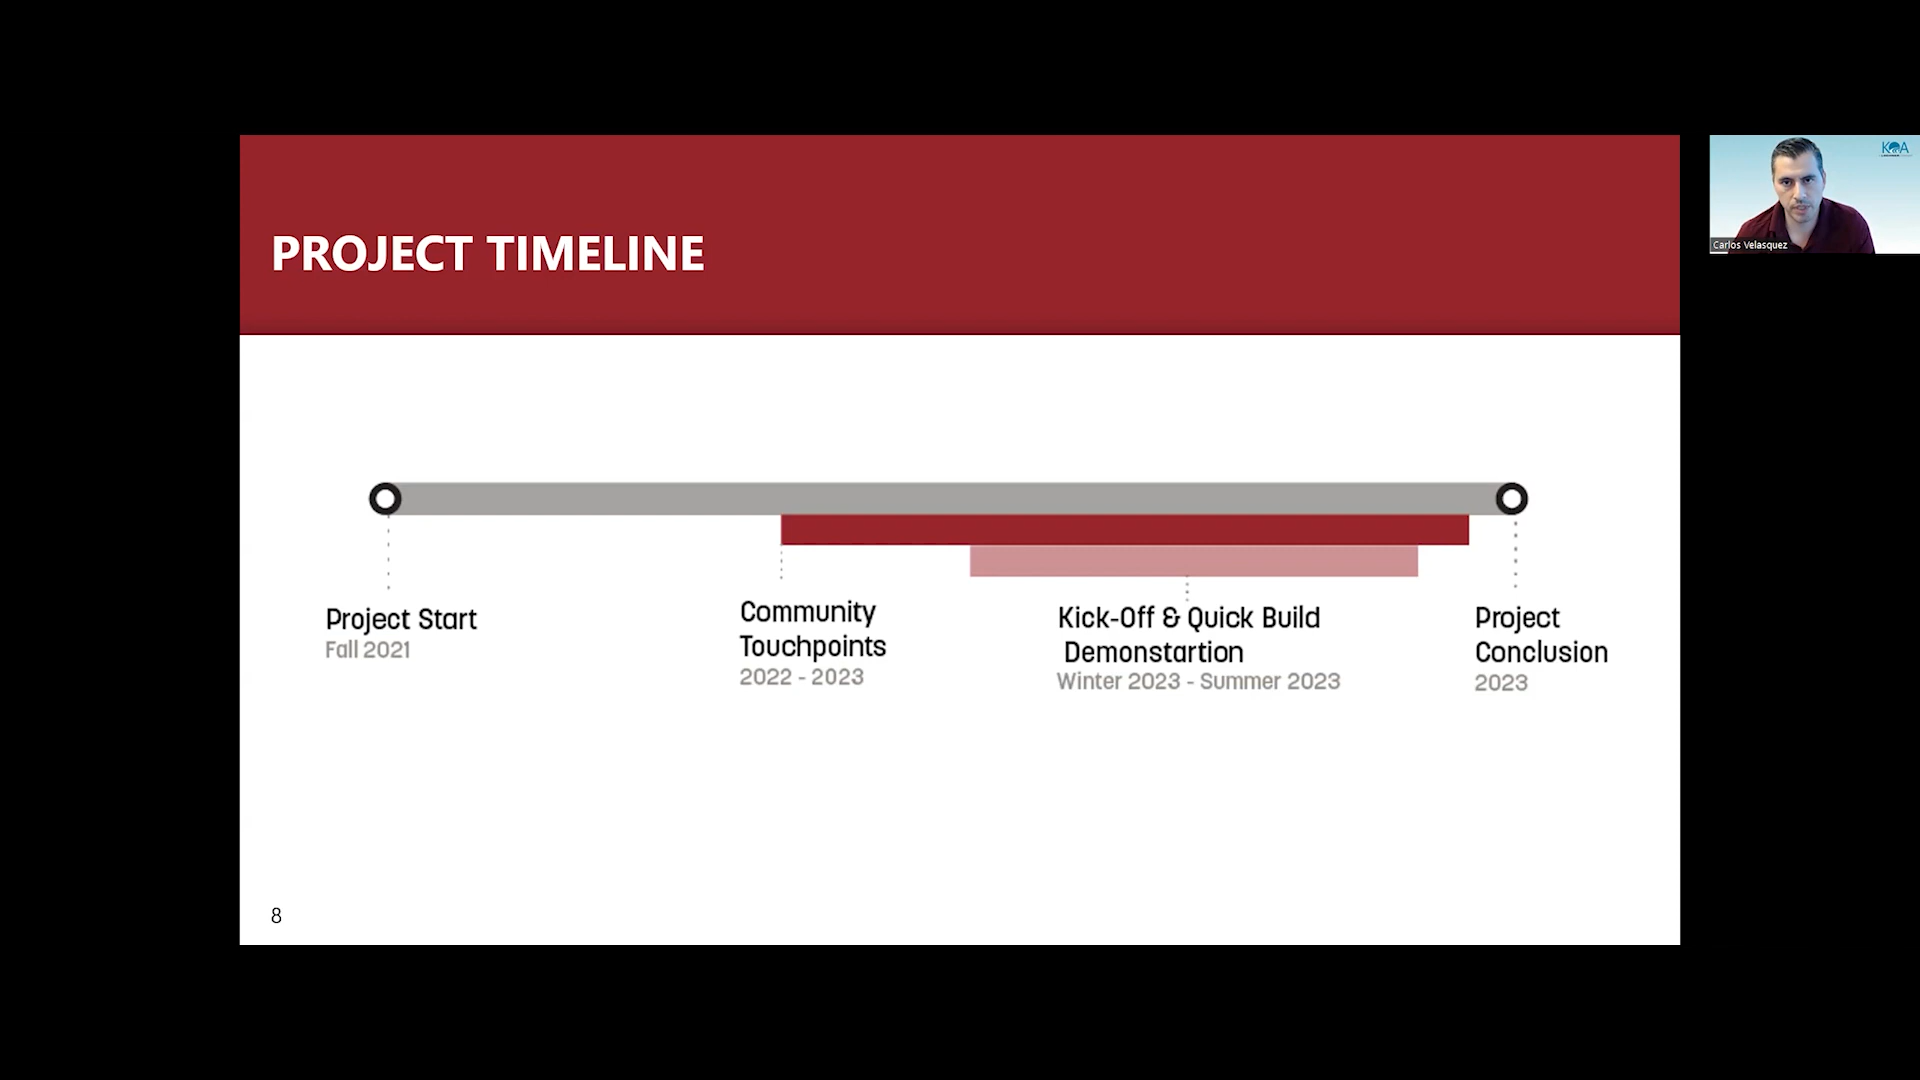 PROJECT TIMELINE
KOA
Carlos Velasquez
Project Start
Fall 2021
Community
Touchpoints
2022 - 2023
Kick-Off & Quick Build
Demonstartion
Winter 2023 - Summer 2023
Project
Conclusion
2023
8